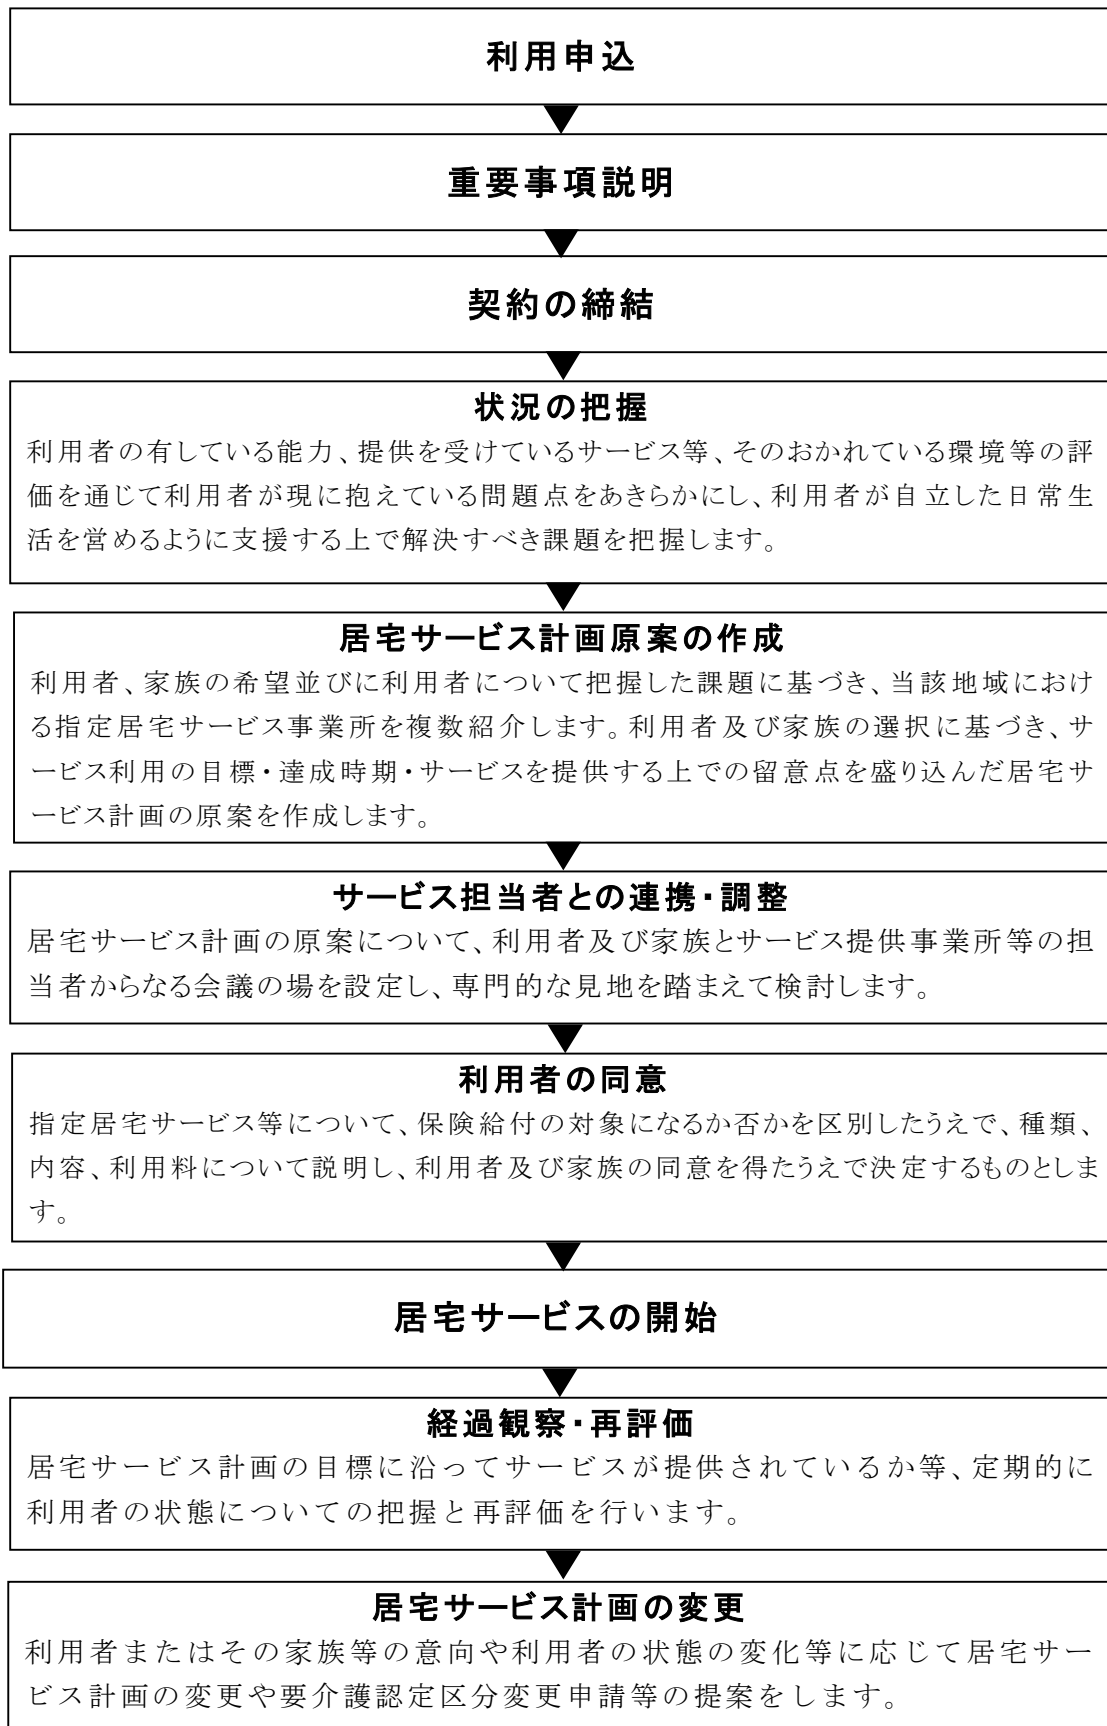 利用申込
重要事項説明
契約の締結
状況の把握
利用者の有している能力、提供を受けているサービス等、そのおかれている環境等の評
価を通じて利用者が現に抱えている問題点をあきらかにし、利用者が自立した日常生
活を営めるように支援する上で解決すべき課題を把握します。
居宅サービス計画原案の作成
利用者、家族の希望並びに利用者について把握した課題に基づき、当該地域におけ
る指定居宅サービス事業所を複数紹介します。利用者及び家族の選択に基づき、サ
ービス利用の目標・達成時期・サービスを提供する上での留意点を盛り込んだ居宅サ
ービス計画の原案を作成します。
サービス担当者との連携・調整
居宅サービス計画の原案について、利用者及び家族とサービス提供事業所等の担
当者からなる会議の場を設定し、専門的な見地を踏まえて検討します。
利用者の同意
指定居宅サービス等について、保険給付の対象になるか否かを区別したうえで、種類、
内容、利用料について説明し、利用者及び家族の同意を得たうえで決定するものとしま
す。
居宅サービスの開始
経過観察・再評価
居宅サービス計画の目標に沿ってサービスが提供されているか等、定期的に
利用者の状態についての把握と再評価を行います。
居宅サービス計画の変更
利用者またはその家族等の意向や利用者の状態の変化等に応じて居宅サー
ビス計画の変更や要介護認定区分変更申請等の提案をします。